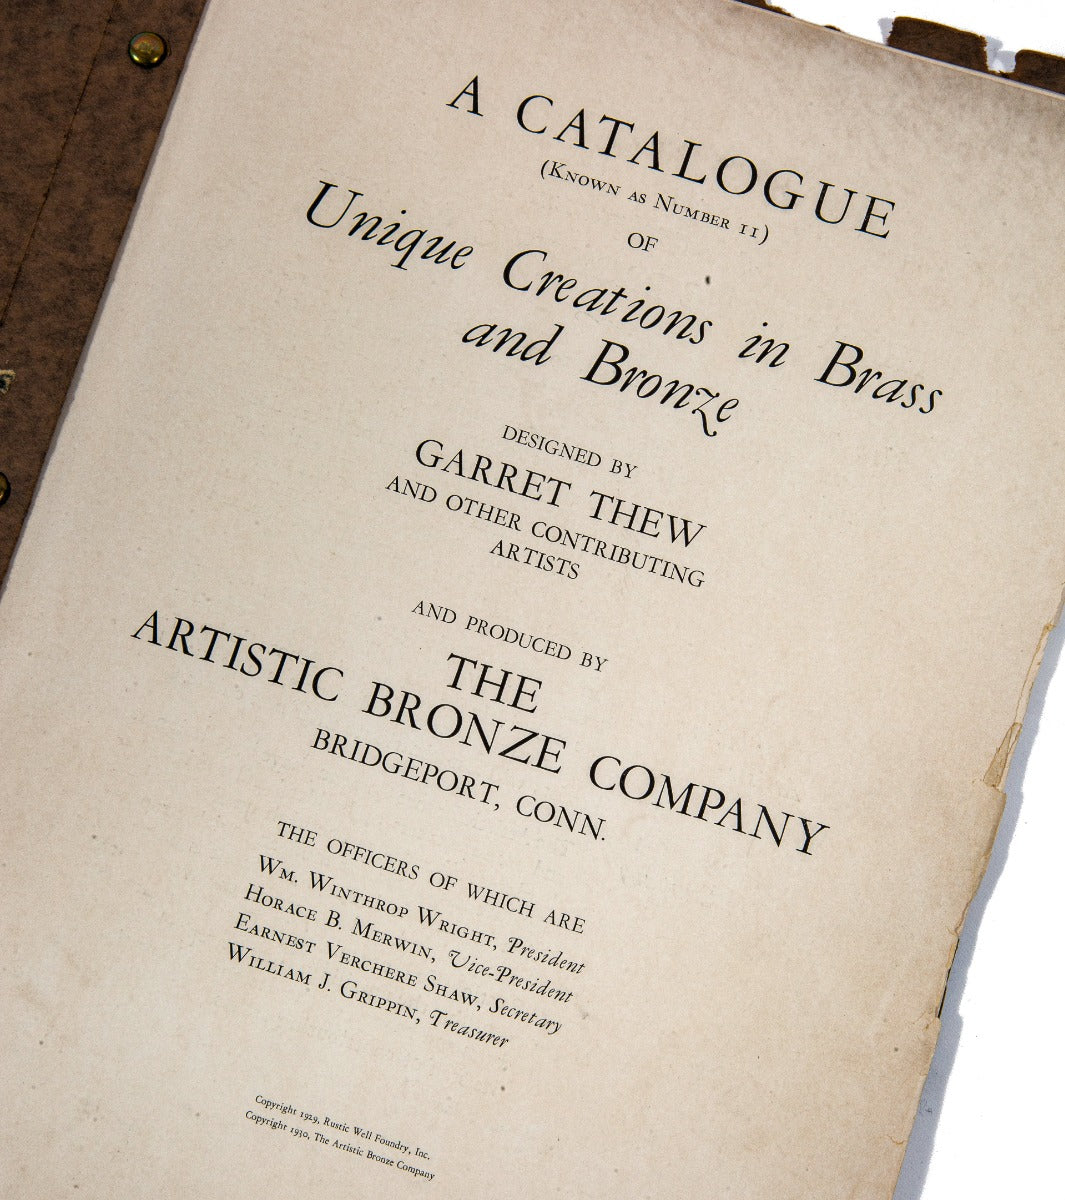 A CATALOGUE
(Known as Number 11)
OF
Unique Creations in Brass
and Bronze
DESIGNED BY
GARRET THEW
AND OTHER CONTRIBUTING
ARTISTS
AND PRODUCED BY
THE
ARTISTIC BRONZE COMPANY
BRIDGEPORT, CONN.
THE OFFICERS OF WHICH ARE
Wm. Winthrop Wright, President
Horace B. Merwin, Vice-President
Earnest Verchere Shaw, Secretary
William J. Grippin, Treasurer
Copyright 1929, Rustic Well Foundry, Inc.
Copyright 1930, The Artistic Bronze Company